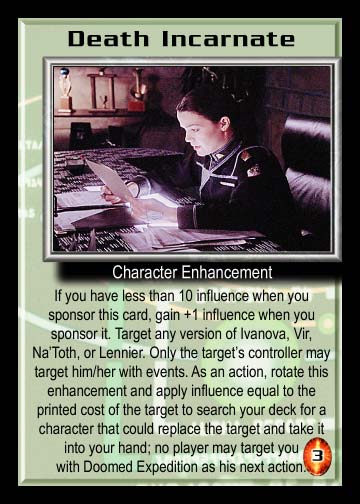 Death Incarnate
Character Enhancement
If you have less than 10 influence when you
sponsor this card, gain +1 influence when you
sponsor it. Target any version of Ivanova, Vir,
Na'Toth, or Lennier. Only the target's controller may
target him/her with events. As an action, rotate this
enhancement and apply influence equal to the
printed cost of the target to search your deck for a
character that could replace the target and take it
into your hand; no player may target you
with Doomed Expedition as his next action.
3